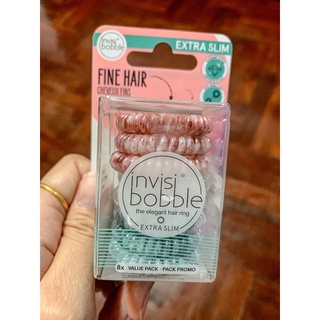 invisi
bobble
EXTRA SLIM
FINE HAIR
CHEVEUX FINS
invisi
bobble
the elegant hair ring
EXTRA SLIM
8x VALUE PACK · PACK PROMO